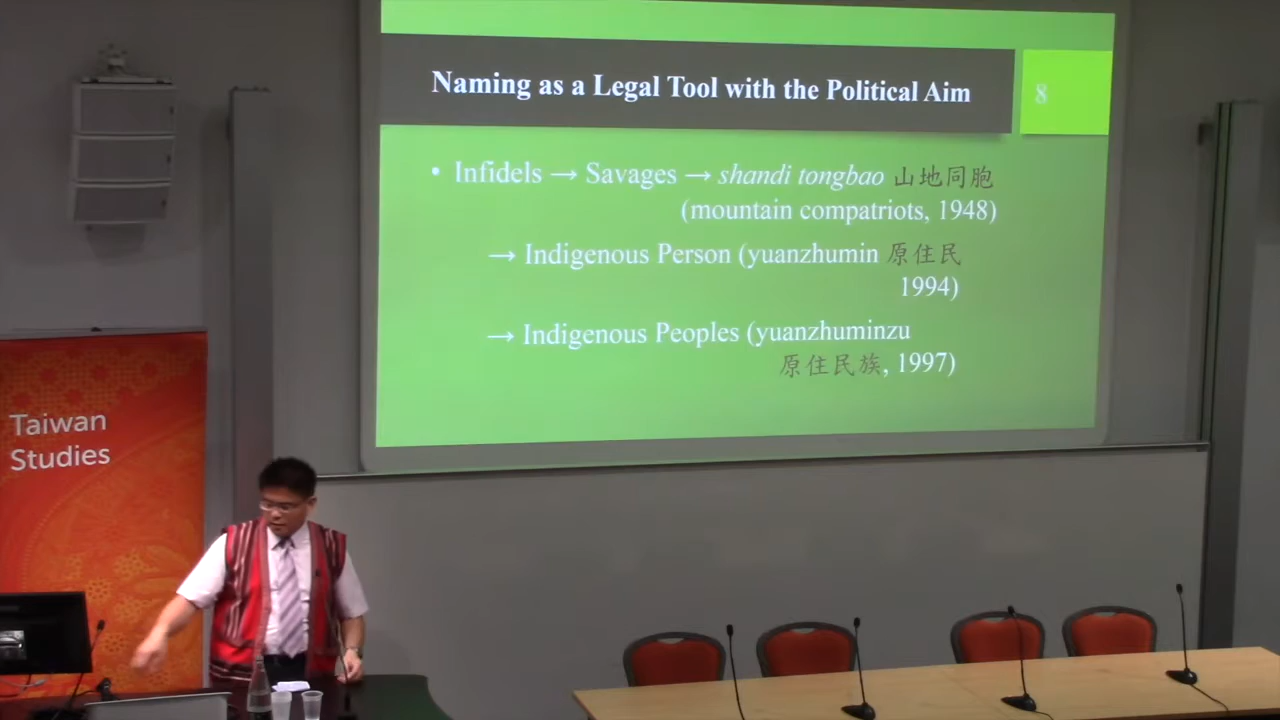 Naming as a Legal Tool with the Political Aim
8
• Infidels → Savages → shandi tongbao 山地同胞
(mountain compatriots, 1948)
→ Indigenous Person (yuanzhumin 原住民
1994)
→ Indigenous Peoples (yuanzhuminzu
原住民族, 1997)
Taiwan
Studies